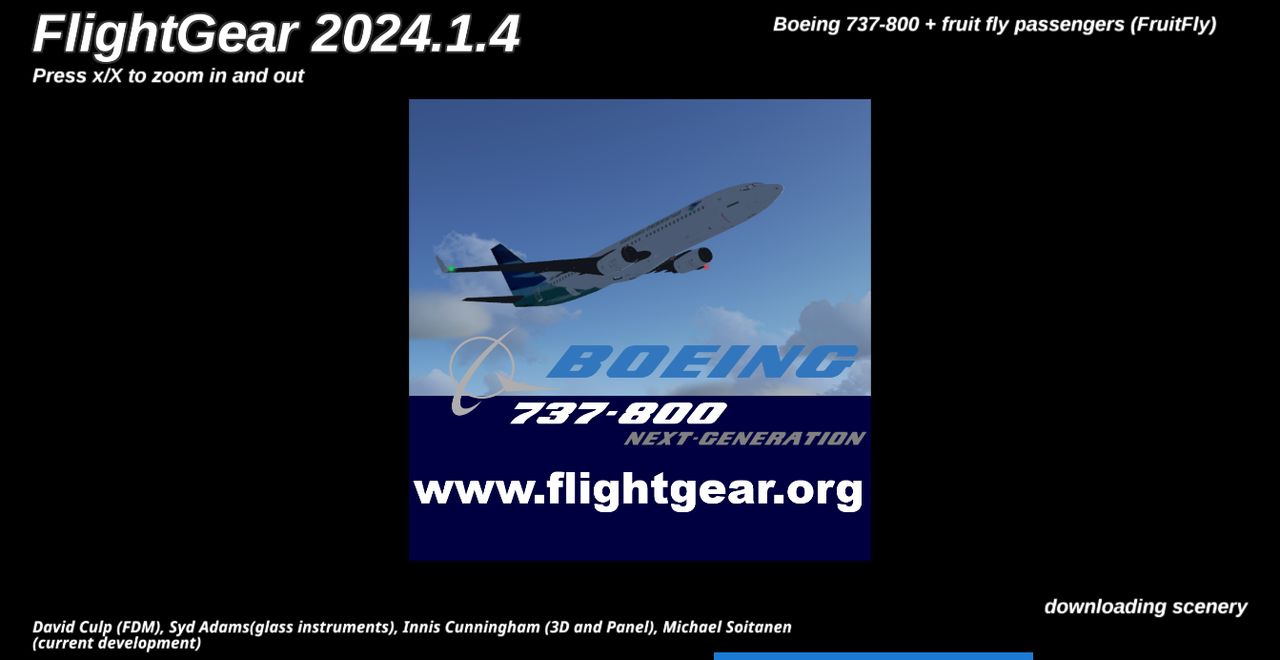 FlightGear 2024.1.4
Boeing 737-800 + fruit fly passengers (FruitFly)
Press x/X to zoom in and out
BOEING
737-800
NEXT-GENERATION
www.flightgear.org
downloading scenery
David Culp (FDM), Syd Adams(glass instruments), Innis Cunningham (3D and Panel), Michael Soitanen
(current development)